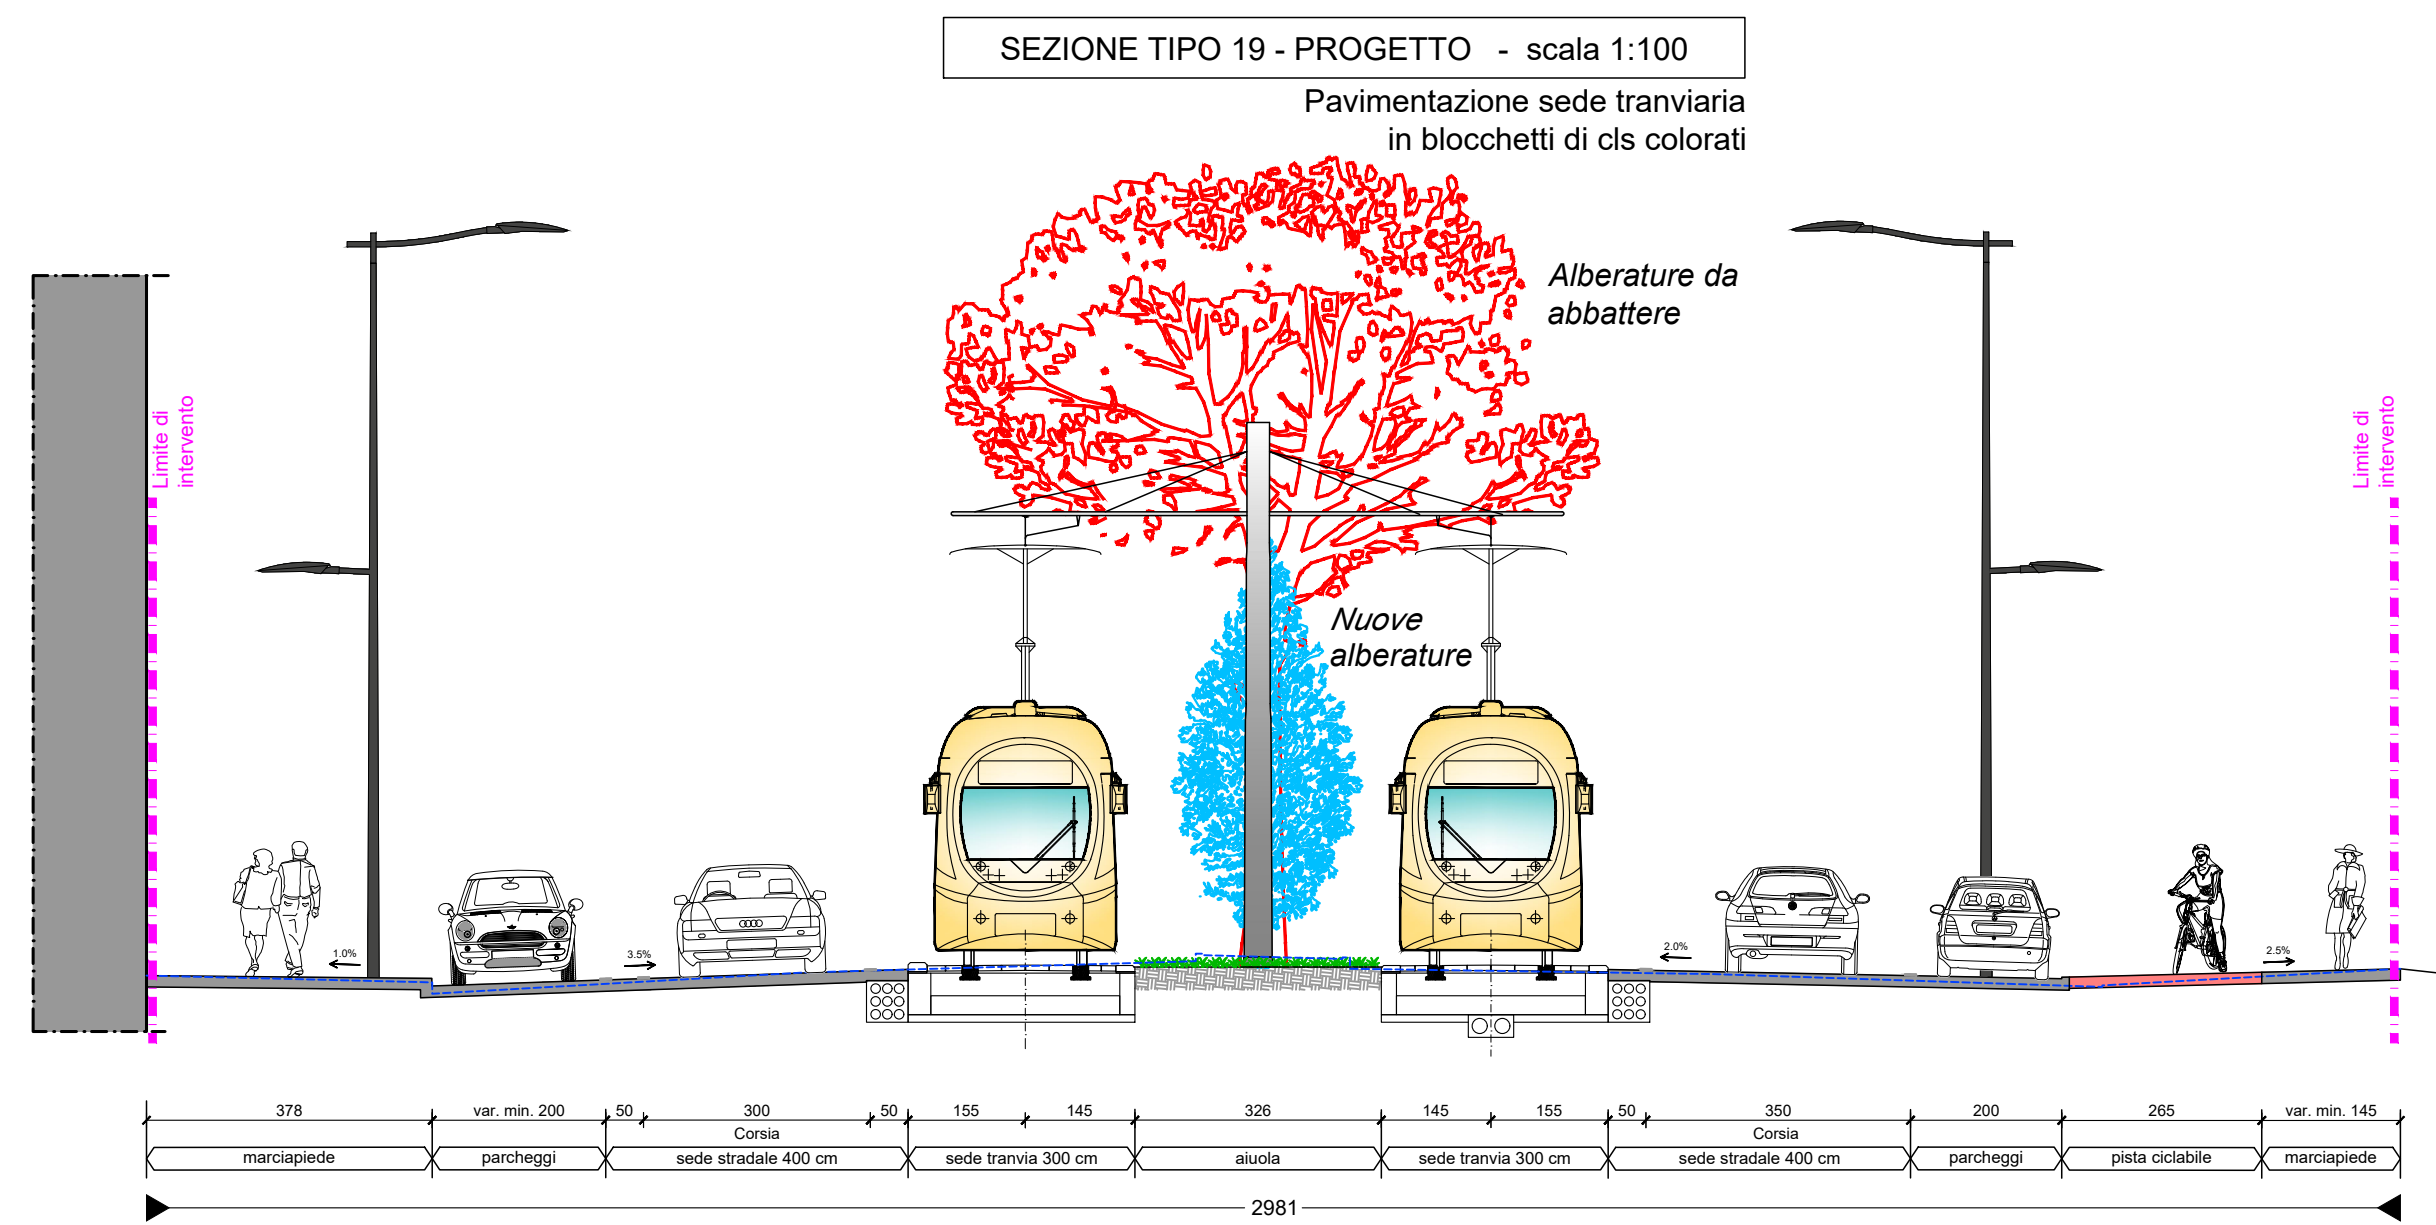 SEZIONE TIPO 19 - PROGETTO - scala 1:100
Pavimentazione sede tranviaria
in blocchetti di cls colorati
Alberature da
abbattere
Limite di
intervento
Limite di
intervento
Nuove
alberature
1.0%
3.5%
2.0%
2.5%
378
var. min. 200
50
300
50
155
145
326
145
155
50
350
200
265
var. min. 145
Corsia
Corsia
marciapiede
parcheggi
sede stradale 400 cm
sede tranvia 300 cm
aiuola
sede tranvia 300 cm
sede stradale 400 cm
parcheggi
pista ciclabile
marciapiede
2981